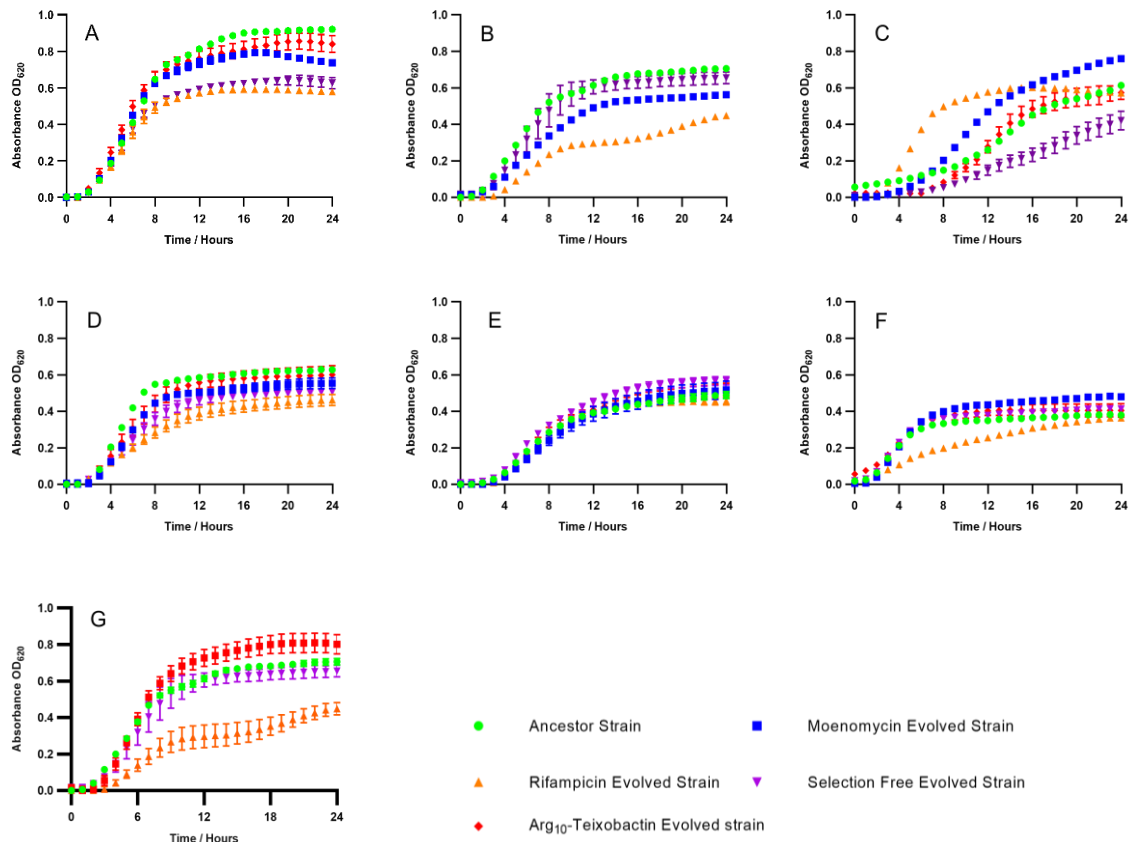 A
B
C
Absorbance OD620
Absorbance OD620
Absorbance OD620
1.0
0.8
0.6
0.4
0.2
0.0
1.0
0.8
0.6
0.4
0.2
0.0
1.0
0.8
0.6
0.4
0.2
0.0
0 4 8 12 16 20 24
0 4 8 12 16 20 24
0 4 8 12 16 20 24
Time / Hours
Time / Hours
Time / Hours
D
E
F
Absorbance OD620
Absorbance OD620
Absorbance OD620
1.0
0.8
0.6
0.4
0.2
0.0
1.0
0.8
0.6
0.4
0.2
0.0
1.0
0.8
0.6
0.4
0.2
0.0
0 4 8 12 16 20 24
0 4 8 12 16 20 24
0 4 8 12 16 20 24
Time / Hours
Time / Hours
Time / Hours
G
Absorbance OD620
1.0
0.8
0.6
0.4
0.2
0.0
0 6 12 18 24
Time / Hours
Ancestor Strain
Moenomycin Evolved Strain
Rifampicin Evolved Strain
Selection Free Evolved Strain
Arg10-Teixobactin Evolved strain